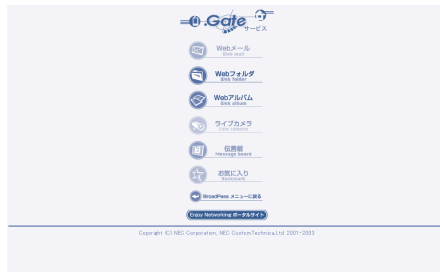 @.Gate
サービス
Webメール
Web mail
Webフォルダ
Web folder
Webアルバム
Web album
ライブカメラ
Live camera
伝言板
Message board
お気に入り
Bookmark
BroadPass メニューに戻る
Enjoy Networking ポータルサイト
Copyright (C) NEC Corporation, NEC CustomTechnica,Ltd 2001-2003